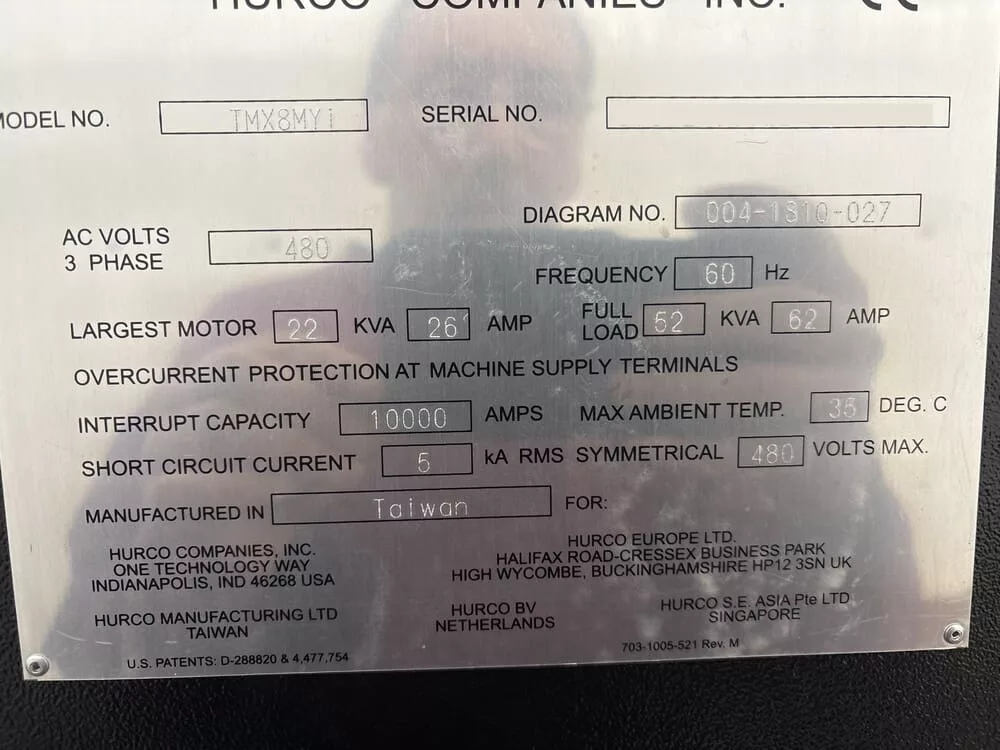 HURCO COMPANIES INC. CE
MODEL NO. TMX8MYi SERIAL NO.
DIAGRAM NO. 004-1810-027
AC VOLTS
3 PHASE 480
FREQUENCY 60 Hz
LARGEST MOTOR 22 KVA 26 AMP FULL LOAD 52 KVA 62 AMP
OVERCURRENT PROTECTION AT MACHINE SUPPLY TERMINALS
INTERRUPT CAPACITY 10000 AMPS MAX AMBIENT TEMP. 35 DEG. C
SHORT CIRCUIT CURRENT 5 kA RMS SYMMETRICAL 480 VOLTS MAX.
MANUFACTURED IN Taiwan FOR:
HURCO COMPANIES, INC.
ONE TECHNOLOGY WAY
INDIANAPOLIS, IND 46268 USA
HURCO EUROPE LTD.
HALIFAX ROAD-CRESSEX BUSINESS PARK
HIGH WYCOMBE, BUCKINGHAMSHIRE HP12 3SN UK
HURCO MANUFACTURING LTD
TAIWAN
HURCO BV
NETHERLANDS
HURCO S.E. ASIA Pte LTD
SINGAPORE
U.S. PATENTS: D-288820 & 4,477,754
703-1005-521 Rev. M